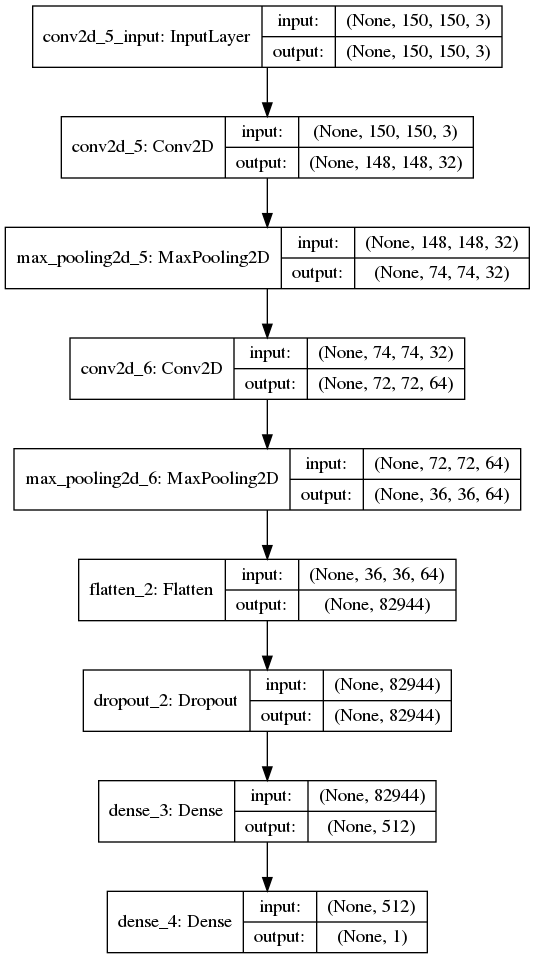 conv2d_5_input: InputLayer
input: (None, 150, 150, 3)
output: (None, 150, 150, 3)
conv2d_5: Conv2D
input: (None, 150, 150, 3)
output: (None, 148, 148, 32)
max_pooling2d_5: MaxPooling2D
input: (None, 148, 148, 32)
output: (None, 74, 74, 32)
conv2d_6: Conv2D
input: (None, 74, 74, 32)
output: (None, 72, 72, 64)
max_pooling2d_6: MaxPooling2D
input: (None, 72, 72, 64)
output: (None, 36, 36, 64)
flatten_2: Flatten
input: (None, 36, 36, 64)
output: (None, 82944)
dropout_2: Dropout
input: (None, 82944)
output: (None, 82944)
dense_3: Dense
input: (None, 82944)
output: (None, 512)
dense_4: Dense
input: (None, 512)
output: (None, 1)